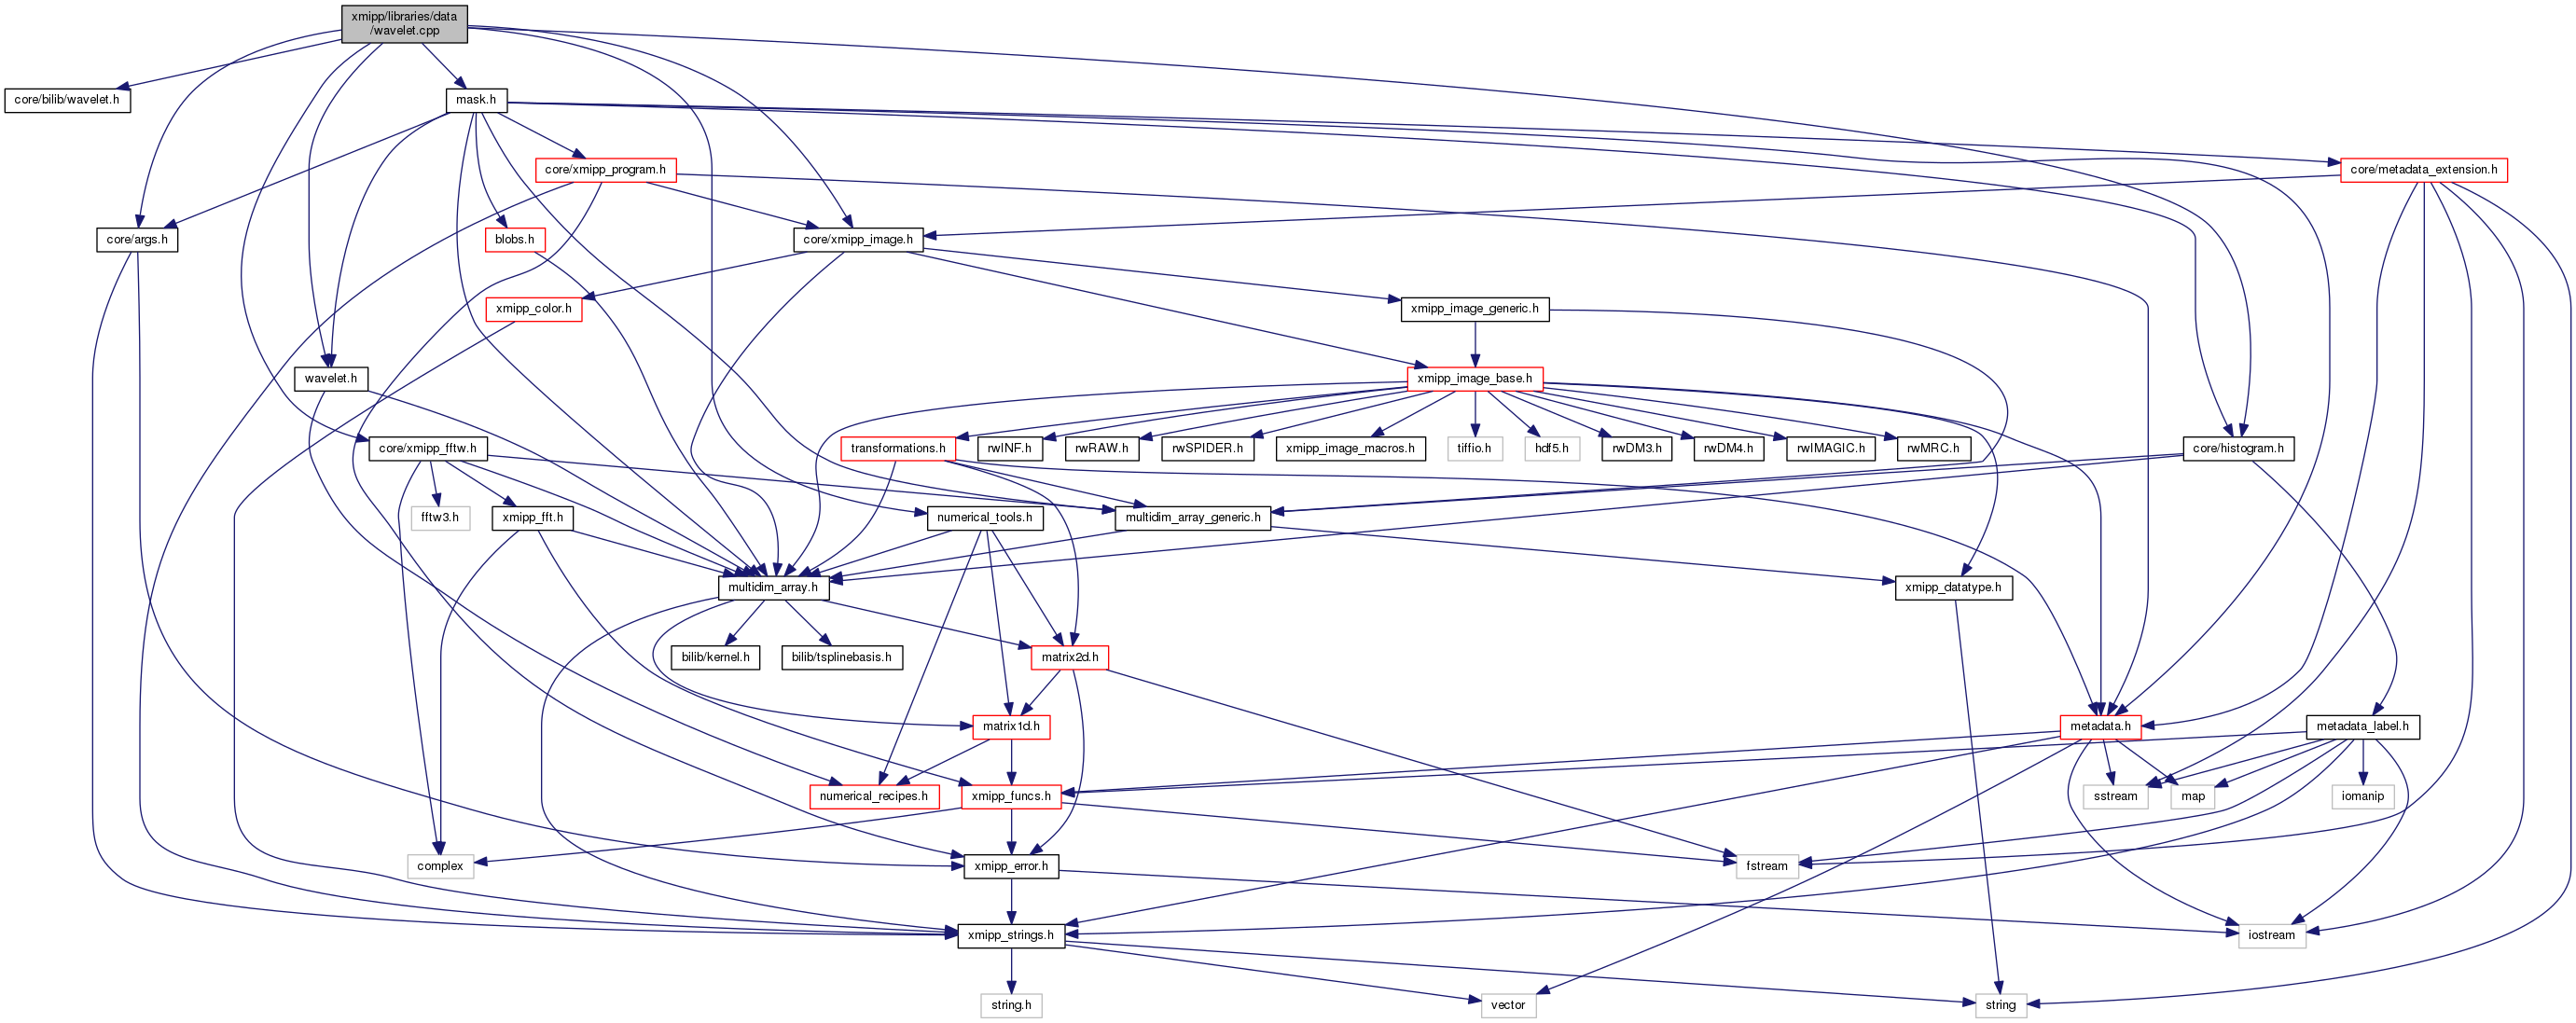 xmipp/libraries/data
/wavelet.cpp
core/bilib/wavelet.h
mask.h
core/xmipp_program.h
core/metadata_extension.h
core/args.h
blobs.h
core/xmipp_image.h
xmipp_color.h
xmipp_image_generic.h
wavelet.h
xmipp_image_base.h
core/xmipp_fftw.h
transformations.h
rwINF.h
rwRAW.h
rwSPIDER.h
xmipp_image_macros.h
tiffio.h
hdf5.h
rwDM3.h
rwDM4.h
rwIMAGIC.h
rwMRC.h
core/histogram.h
fftw3.h
xmipp_fft.h
numerical_tools.h
multidim_array_generic.h
multidim_array.h
xmipp_datatype.h
bilib/kernel.h
bilib/tsplinebasis.h
matrix2d.h
matrix1d.h
metadata.h
metadata_label.h
numerical_recipes.h
xmipp_funcs.h
sstream
map
iomanip
complex
xmipp_error.h
fstream
xmipp_strings.h
iostream
string.h
vector
string